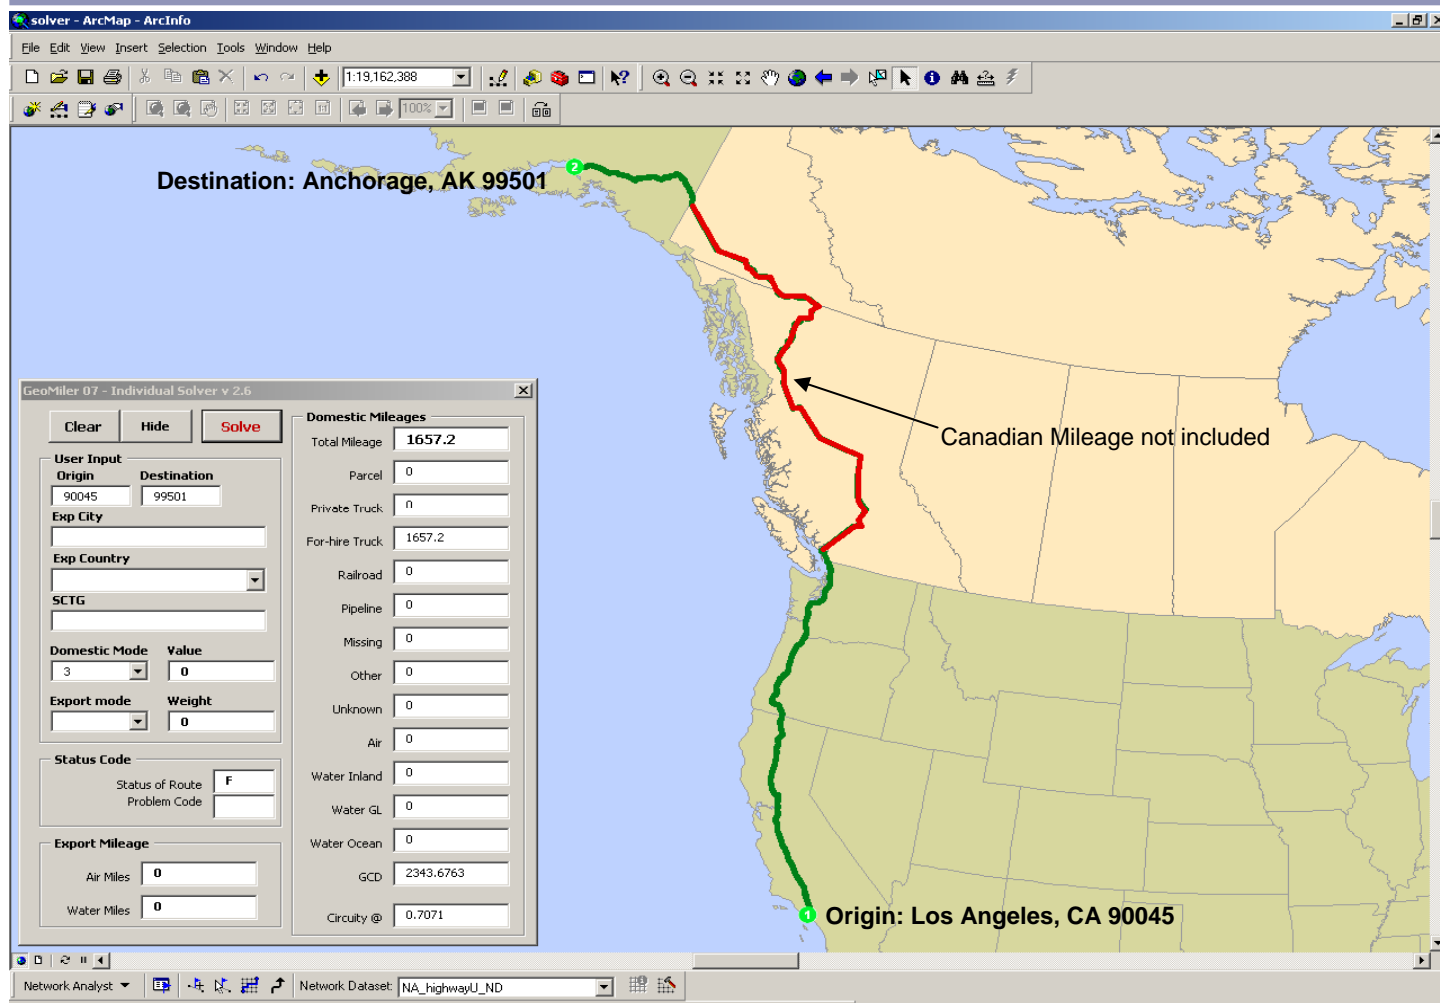 solver - ArcMap - ArcInfo
File Edit View Insert Selection Tools Window Help
1:19,162,388
100%
Destination: Anchorage, AK 99501
2
Canadian Mileage not included
1
Origin: Los Angeles, CA 90045
GeoMiler 07 - Individual Solver v 2.6
Clear Hide Solve
User Input
Origin Destination
90045 99501
Exp City
Exp Country
SCTG
Domestic Mode Value
3 0
Export mode Weight
0
Status Code
Status of Route F
Problem Code
Export Mileage
Air Miles 0
Water Miles 0
Domestic Mileages
Total Mileage 1657.2
Parcel 0
Private Truck 0
For-hire Truck 1657.2
Railroad 0
Pipeline 0
Missing 0
Other 0
Unknown 0
Air 0
Water Inland 0
Water GL 0
Water Ocean 0
GCD 2343.6763
Circuity @ 0.7071
Network Analyst Network Dataset: NA_highwayU_ND